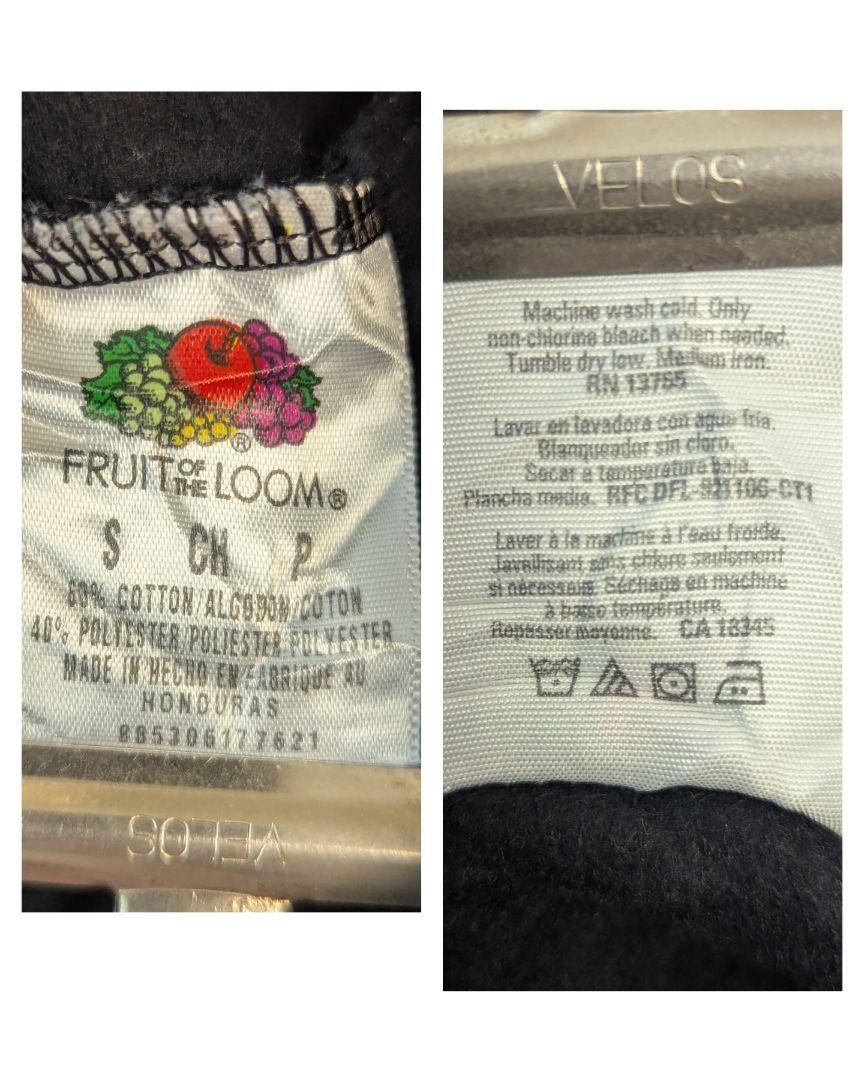 FRUIT OF THE LOOM®
S CH P
60% COTTON/ALGODON/COTON
40% POLYESTER/POLIESTER/POLYESTER
MADE IN/HECHO EN/FABRIQUE AU
HONDURAS
885306177621
VELOS
VELOS
Machine wash cold. Only
non-chlorine bleach when needed.
Tumble dry low. Medium iron.
RN 13765
Lavar en lavadora con agua fría.
Blanqueador sin cloro.
Secar a temperatura baja.
Plancha media. RFC DFL-921106-CT1
Laver à la machine à l'eau froide.
Javellisant sans chlore seulement
si nécessaire. Séchage en machine
à basse température.
Repasser moyenne. CA 18345